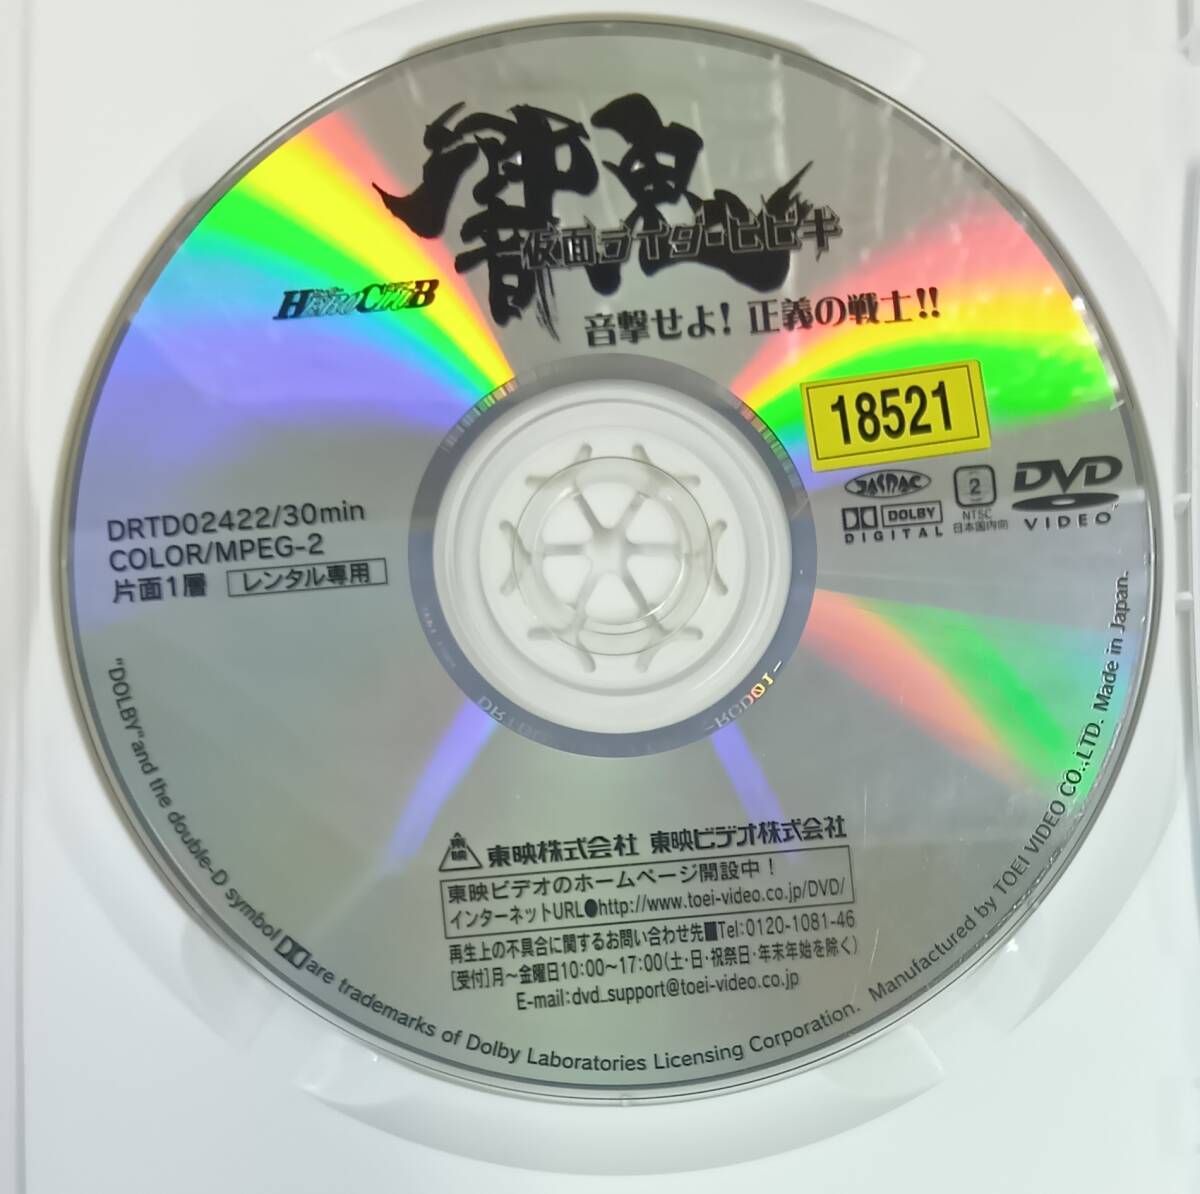 響鬼
仮面ライダーヒビキ
HERO CLUB
音撃せよ! 正義の戦士!!
18521
JASRAC
DOLBY
DIGITAL
2
NTSC
日本国内向
DVD
VIDEO
DRTD02422/30min
COLOR/MPEG-2
片面1層 レンタル専用
東映
東映株式会社 東映ビデオ株式会社
東映ビデオのホームページ開設中!
インターネットURL●http://www.toei-video.co.jp/DVD/
再生上の不具合に関するお問い合わせ先■Tel:0120-1081-46
[受付]月~金曜日10:00~17:00(土・日・祝祭日・年末年始を除く)
E-mail:dvd_support@toei-video.co.jp
"DOLBY" and the double-D symbol are trademarks of Dolby Laboratories Licensing Corporation. Manufactured by TOEI VIDEO CO.,LTD. Made in Japan.